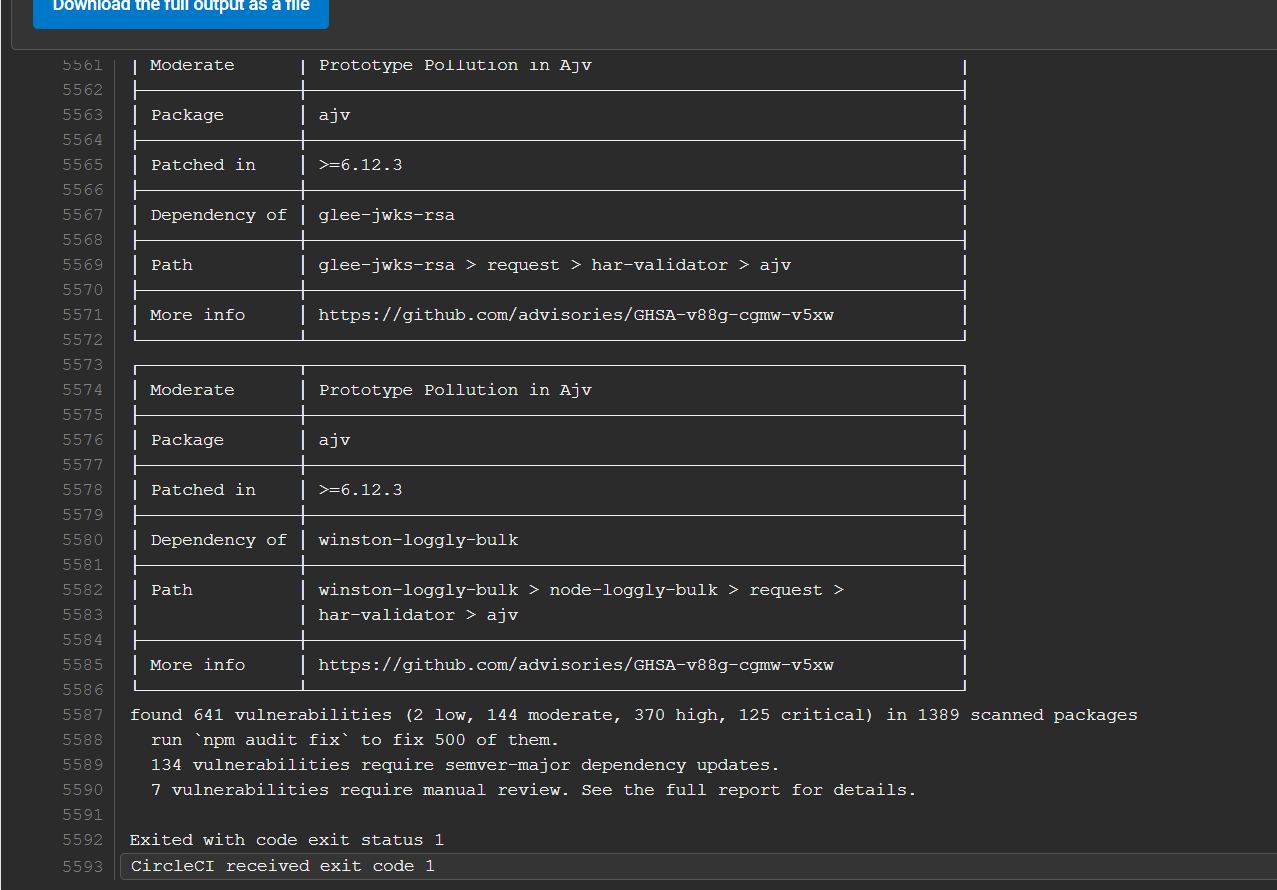 Download the full output as a file
5561 | Moderate | Prototype Pollution in Ajv |
5562
5563 | Package | ajv |
5564
5565 | Patched in | >=6.12.3 |
5566
5567 | Dependency of | glee-jwks-rsa |
5568
5569 | Path | glee-jwks-rsa > request > har-validator > ajv |
5570
5571 | More info | https://github.com/advisories/GHSA-v88g-cgmw-v5xw |
5572
5573
5574 | Moderate | Prototype Pollution in Ajv |
5575
5576 | Package | ajv |
5577
5578 | Patched in | >=6.12.3 |
5579
5580 | Dependency of | winston-loggly-bulk |
5581
5582 | Path | winston-loggly-bulk > node-loggly-bulk > request > |
5583 | | har-validator > ajv |
5584
5585 | More info | https://github.com/advisories/GHSA-v88g-cgmw-v5xw |
5586
5587 found 641 vulnerabilities (2 low, 144 moderate, 370 high, 125 critical) in 1389 scanned packages
5588 run `npm audit fix` to fix 500 of them.
5589 134 vulnerabilities require semver-major dependency updates.
5590 7 vulnerabilities require manual review. See the full report for details.
5591
5592 Exited with code exit status 1
5593 CircleCI received exit code 1